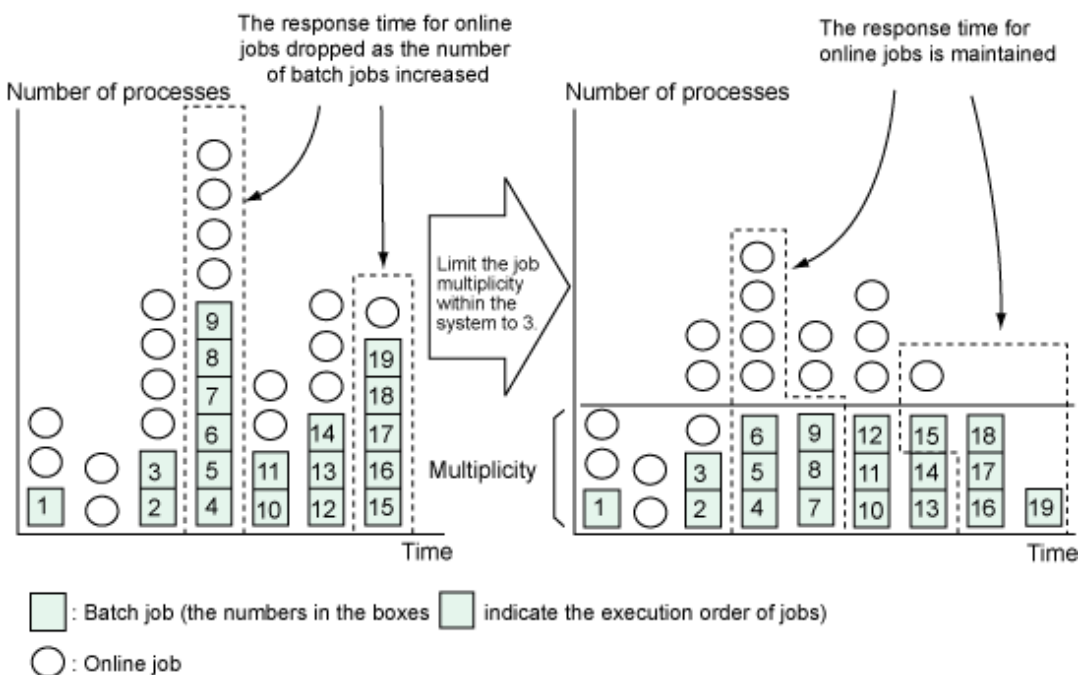 The response time for online
jobs dropped as the number
of batch jobs increased
The response time for
online jobs is maintained
Number of processes
Number of processes
9
8
7
6
5
4
3
2
1
11
10
14
13
12
19
18
17
16
15
Time
Limit the job
multiplicity
within the
system to 3.
Multiplicity
1
3
2
6
5
4
9
8
7
12
11
10
15
14
13
18
17
16
19
Time
: Batch job (the numbers in the boxes indicate the execution order of jobs)
: Online job